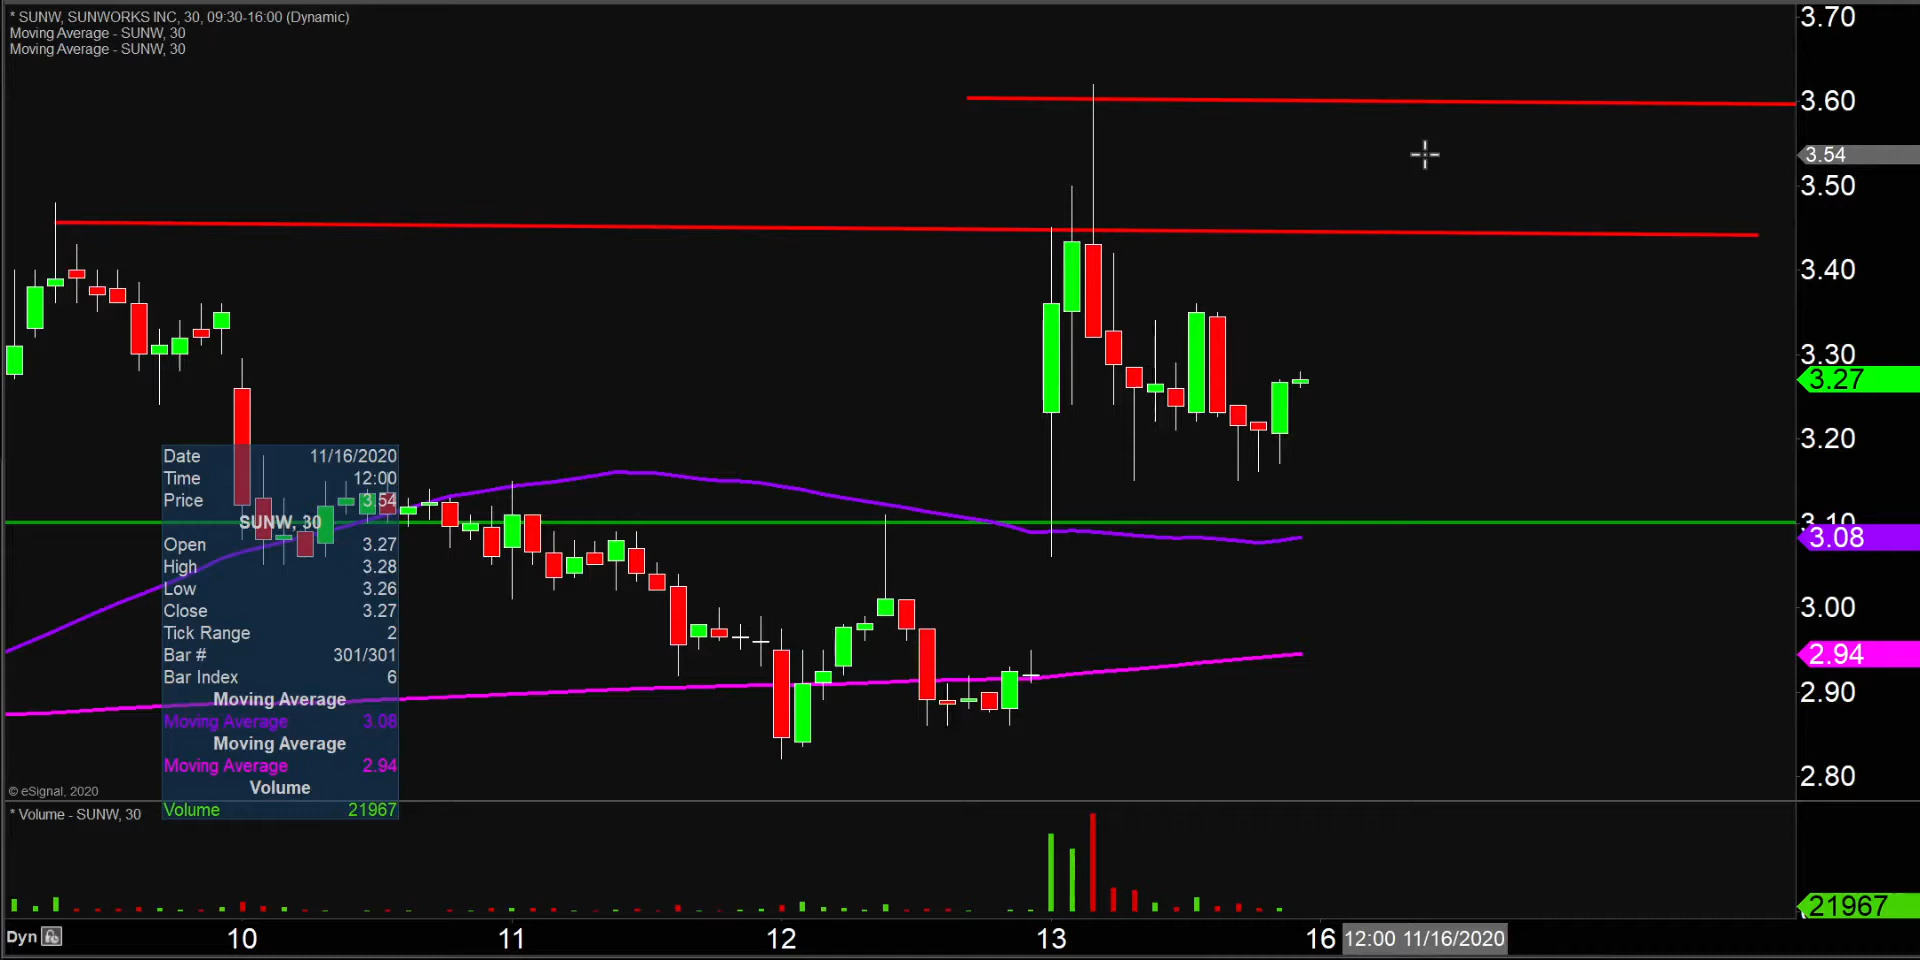 * SUNW, SUNWORKS INC, 30, 09:30-16:00 (Dynamic)
Moving Average - SUNW, 30
Moving Average - SUNW, 30
3.70
3.60
3.54
3.50
3.40
3.30
3.27
3.20
3.10
3.08
3.00
2.94
2.90
2.80
Date 11/16/2020
Time 12:00
Price 3.54
SUNW, 30
Open 3.27
High 3.28
Low 3.26
Close 3.27
Tick Range 2
Bar # 301/301
Bar Index 6
Moving Average
Moving Average 3.08
Moving Average
Moving Average 2.94
Volume
Volume 21967
© eSignal, 2020
* Volume - SUNW, 30
21967
Dyn 10 11 12 13 16 12:00 11/16/2020